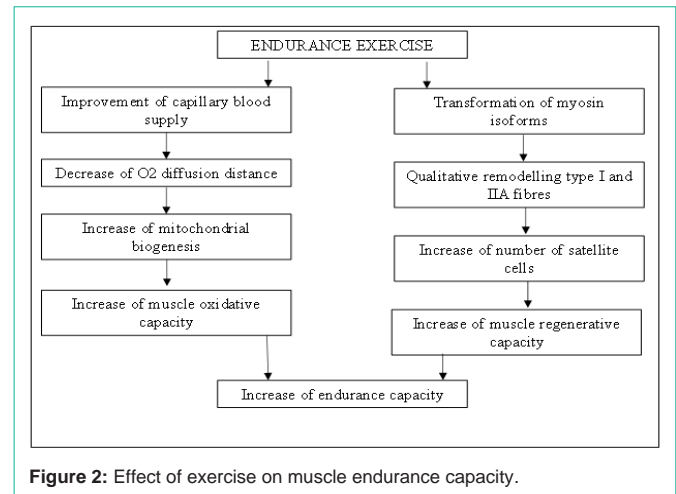 ENDURANCE EXERCISE
Improvement of capillary blood
supply
Decrease of O2 diffusion distance
Increase of mitochondrial
biogenesis
Increase of muscle oxidative
capacity
Transformation of myosin
isoforms
Qualitative remodelling type I and
IIA fibres
Increase of number of satellite
cells
Increase of muscle regenerative
capacity
Increase of endurance capacity
Figure 2: Effect of exercise on muscle endurance capacity.